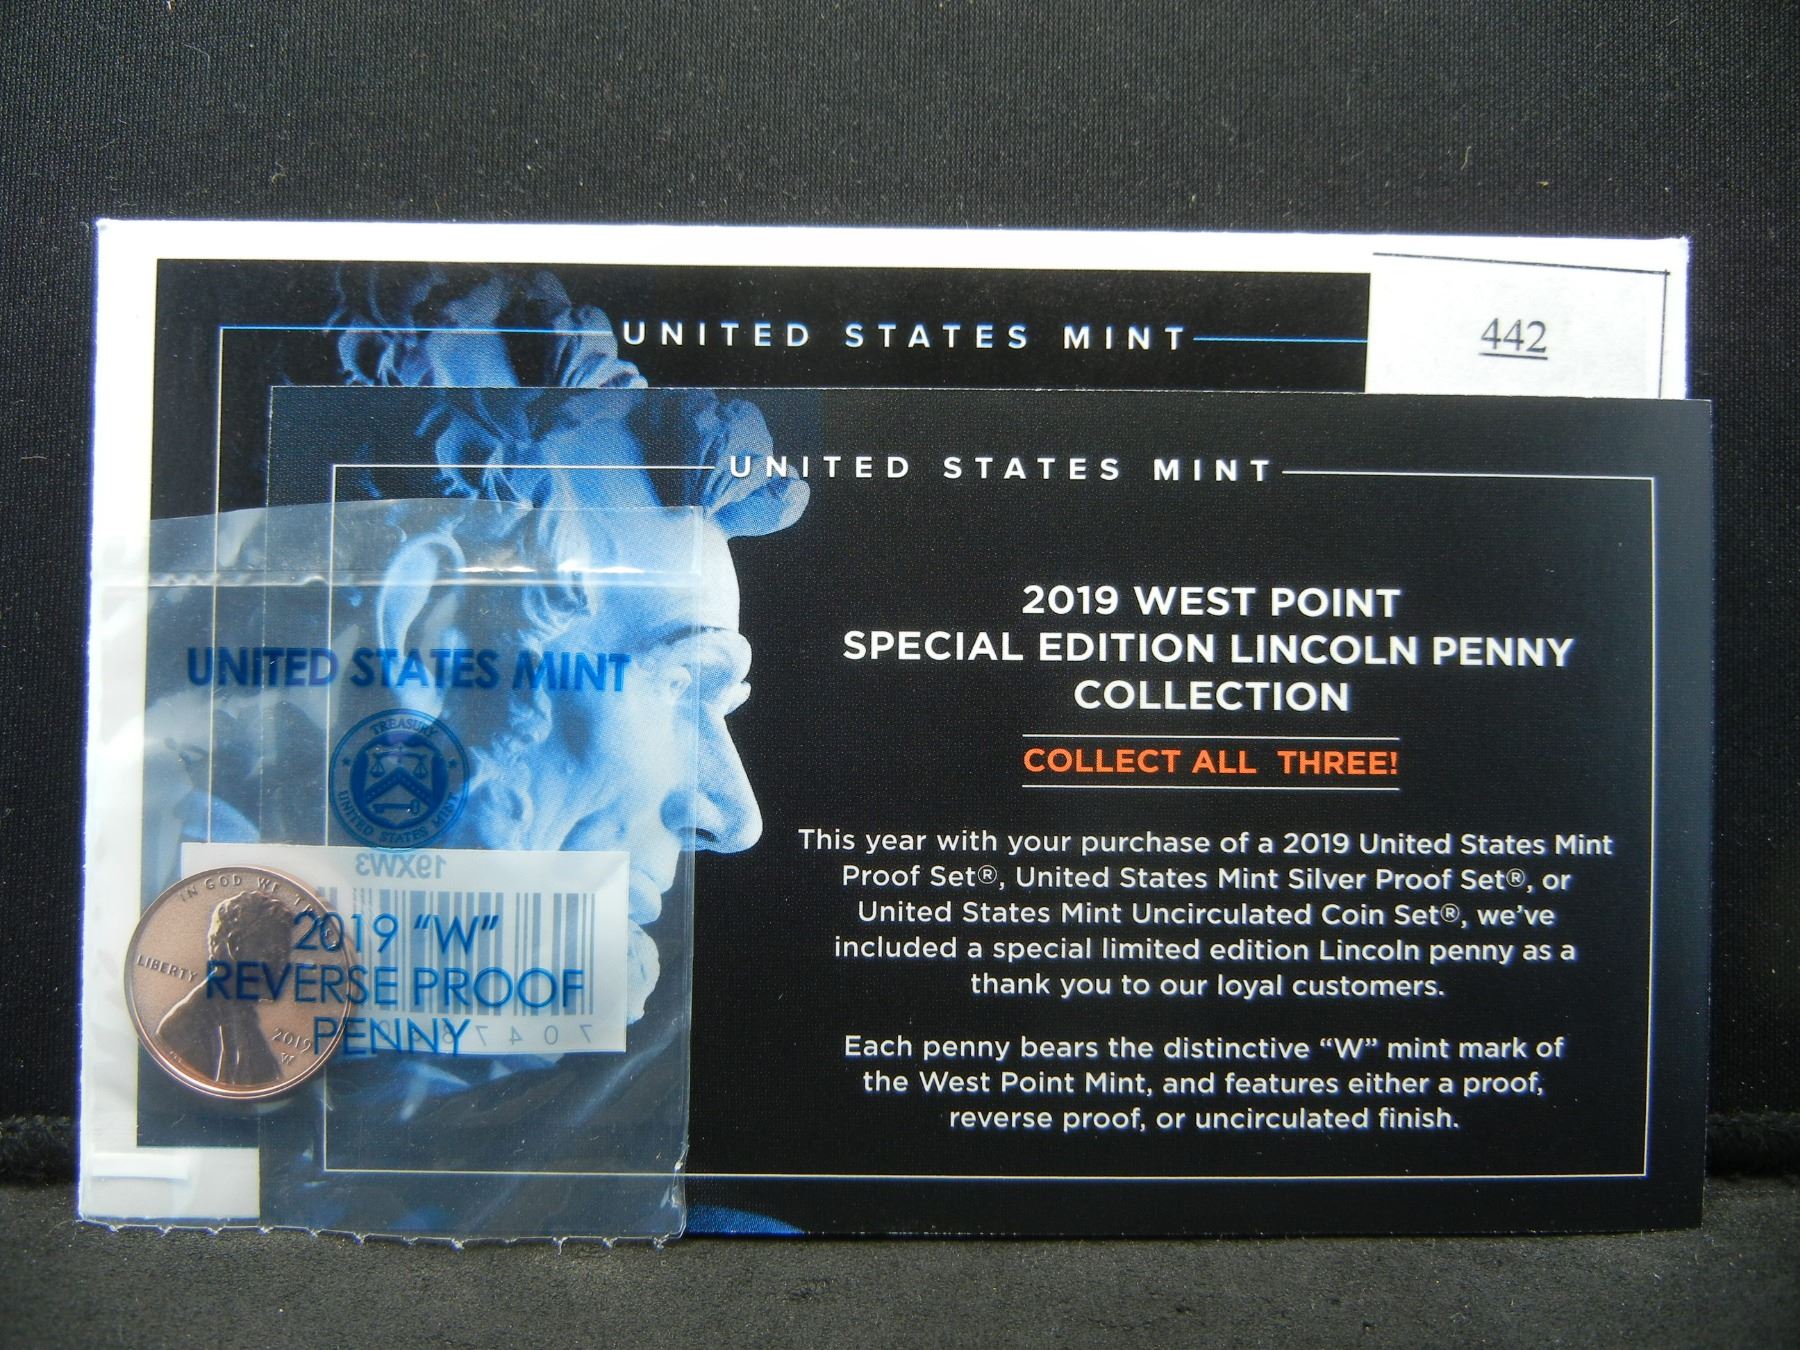 UNITED STATES MINT
442
UNITED STATES MINT
2019 WEST POINT
SPECIAL EDITION LINCOLN PENNY
COLLECTION
COLLECT ALL THREE!
This year with your purchase of a 2019 United States Mint
Proof Set®, United States Mint Silver Proof Set®, or
United States Mint Uncirculated Coin Set®, we've
included a special limited edition Lincoln penny as a
thank you to our loyal customers.
Each penny bears the distinctive “W” mint mark of
the West Point Mint, and features either a proof,
reverse proof, or uncirculated finish.
UNITED STATES MINT
TREASURY
UNITED STATES MINT
19XW3
2019 “W”
REVERSE PROOF
PENNY
IN GOD WE
LIBERTY
2019
W